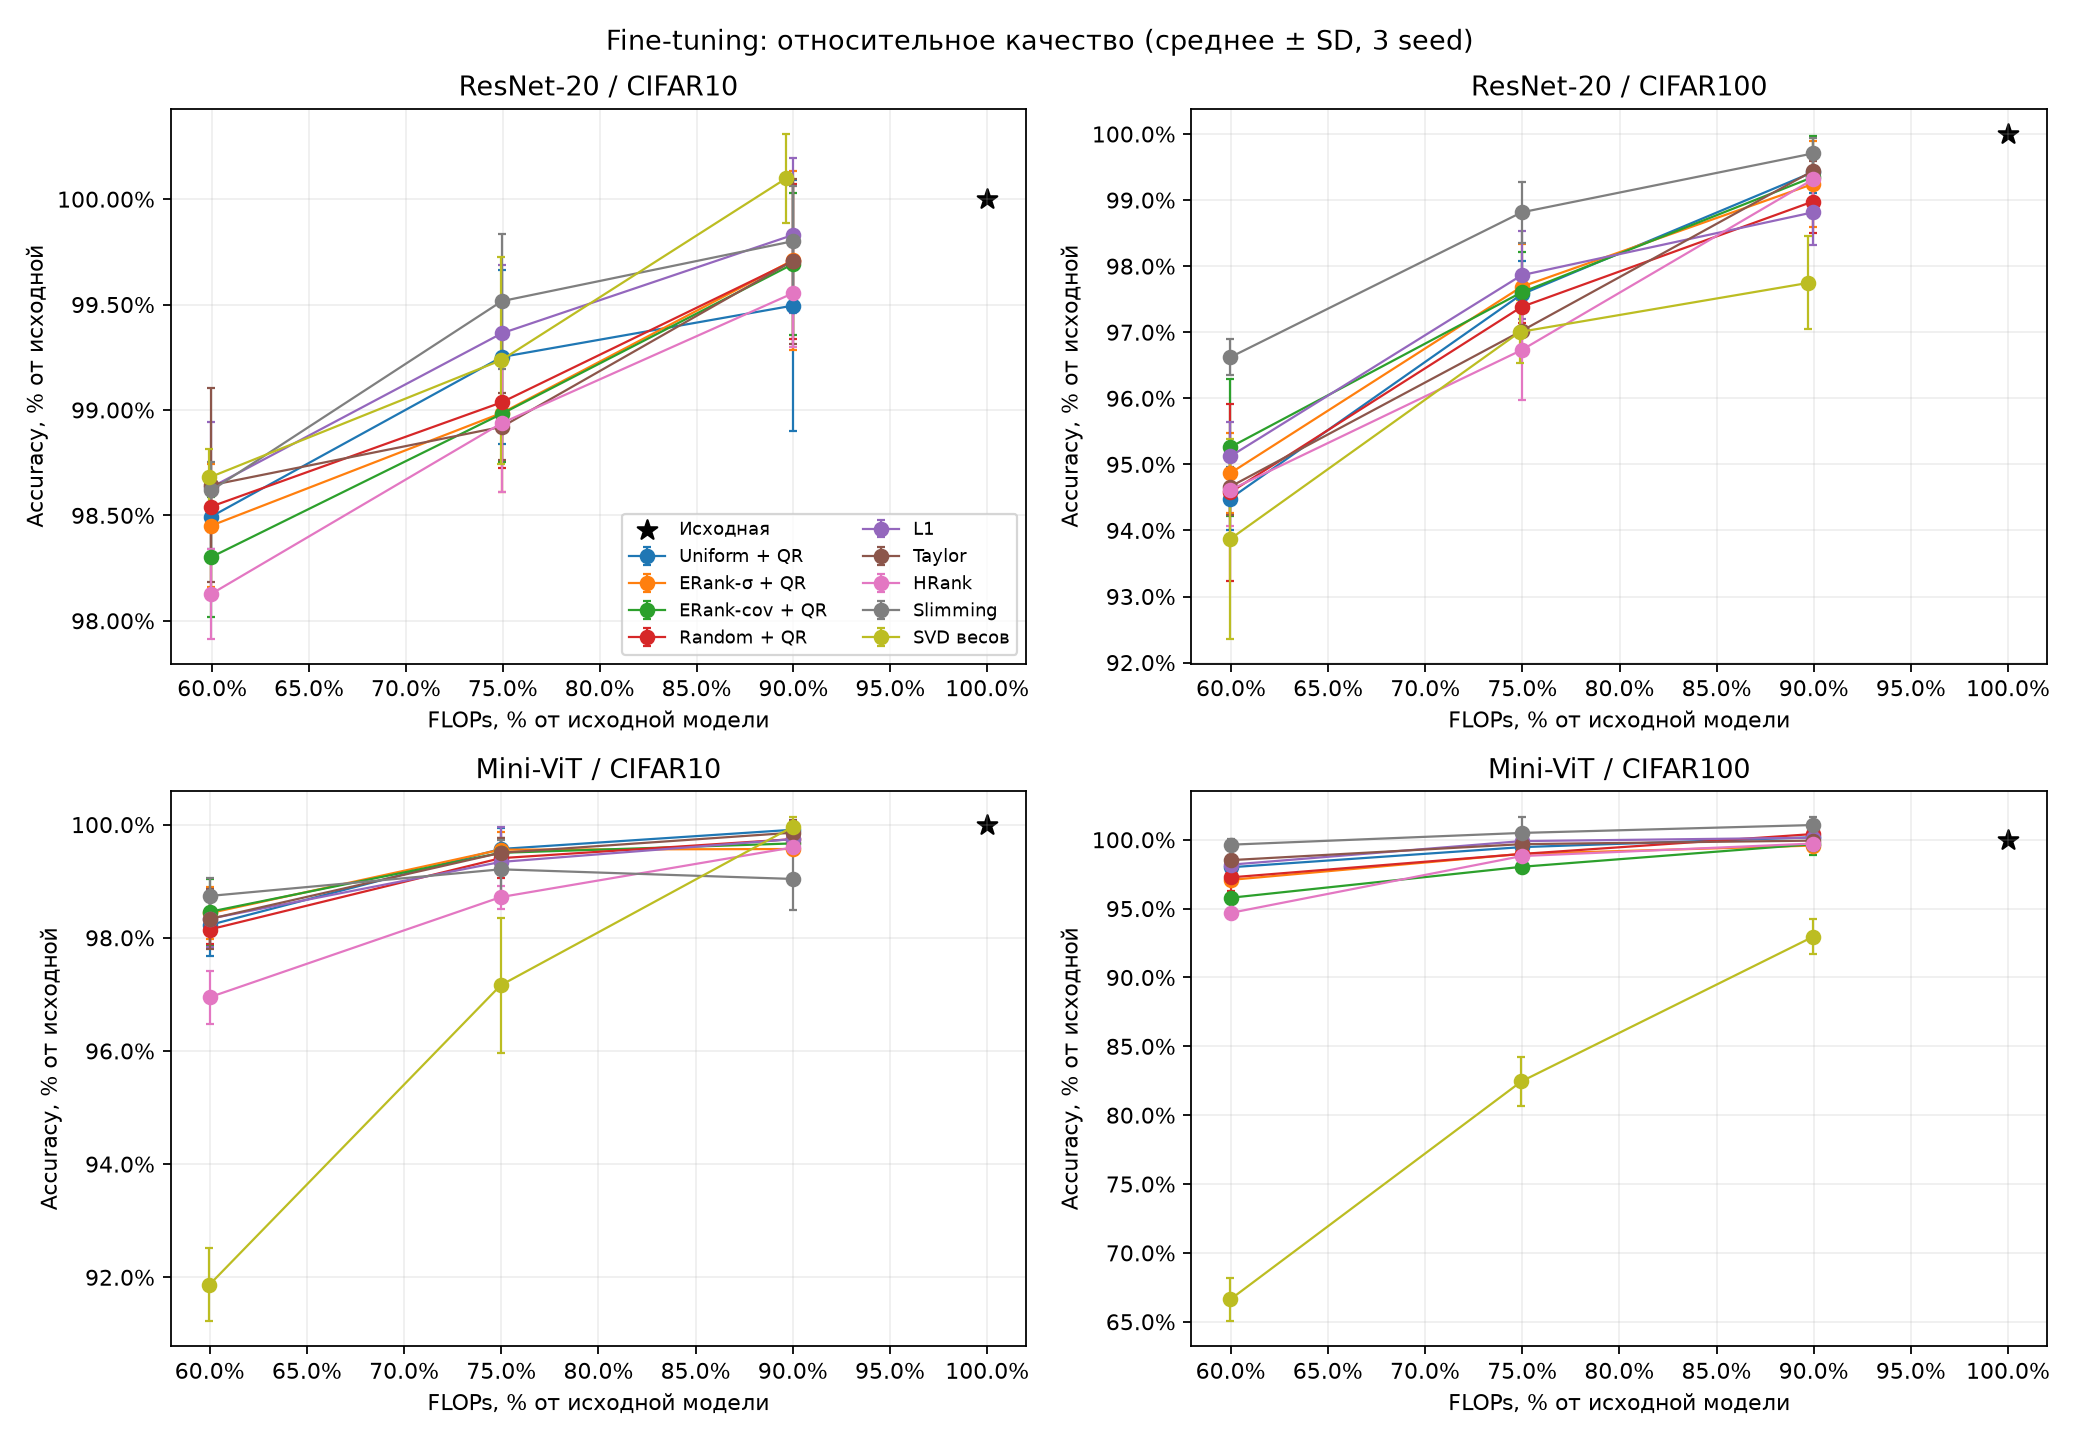 Fine-tuning: относительное качество (среднее ± SD, 3 seed)
ResNet-20 / CIFAR10
Accuracy, % от исходной
100.00%
99.50%
99.00%
98.50%
98.00%
Исходная
Uniform + QR
ERank-σ + QR
ERank-cov + QR
Random + QR
L1
Taylor
HRank
Slimming
SVD весов
60.0% 65.0% 70.0% 75.0% 80.0% 85.0% 90.0% 95.0% 100.0%
FLOPs, % от исходной модели
ResNet-20 / CIFAR100
Accuracy, % от исходной
100.0%
99.0%
98.0%
97.0%
96.0%
95.0%
94.0%
93.0%
92.0%
60.0% 65.0% 70.0% 75.0% 80.0% 85.0% 90.0% 95.0% 100.0%
FLOPs, % от исходной модели
Mini-ViT / CIFAR10
Accuracy, % от исходной
100.0%
98.0%
96.0%
94.0%
92.0%
60.0% 65.0% 70.0% 75.0% 80.0% 85.0% 90.0% 95.0% 100.0%
FLOPs, % от исходной модели
Mini-ViT / CIFAR100
Accuracy, % от исходной
100.0%
95.0%
90.0%
85.0%
80.0%
75.0%
70.0%
65.0%
60.0% 65.0% 70.0% 75.0% 80.0% 85.0% 90.0% 95.0% 100.0%
FLOPs, % от исходной модели